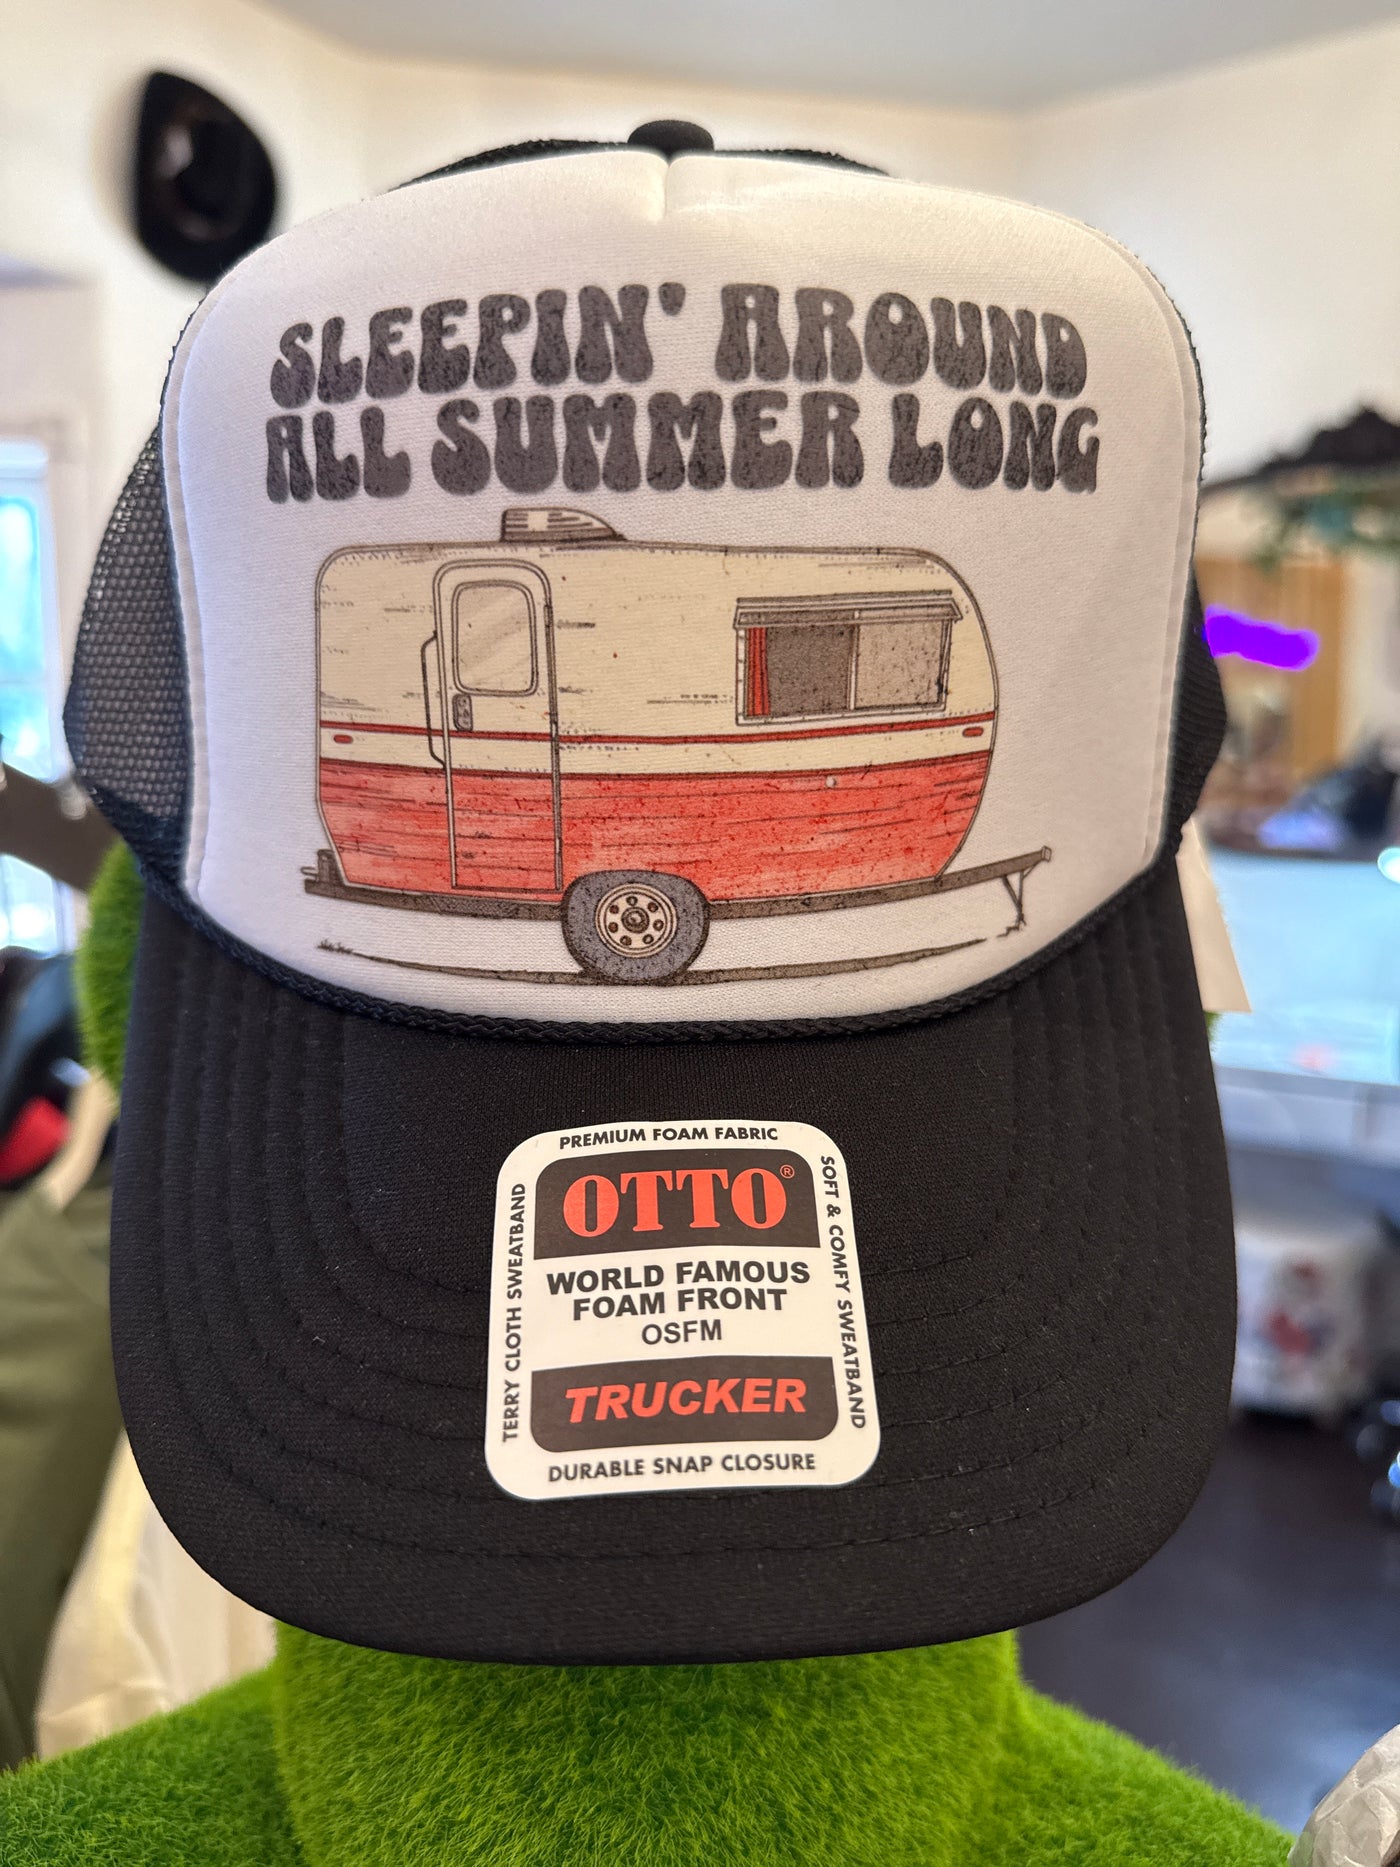 SLEEPIN' AROUND
ALL SUMMER LONG
PREMIUM FOAM FABRIC
OTTO®
WORLD FAMOUS
FOAM FRONT
OSFM
TRUCKER
DURABLE SNAP CLOSURE
TERRY CLOTH SWEATBAND
SOFT & COMFY SWEATBAND